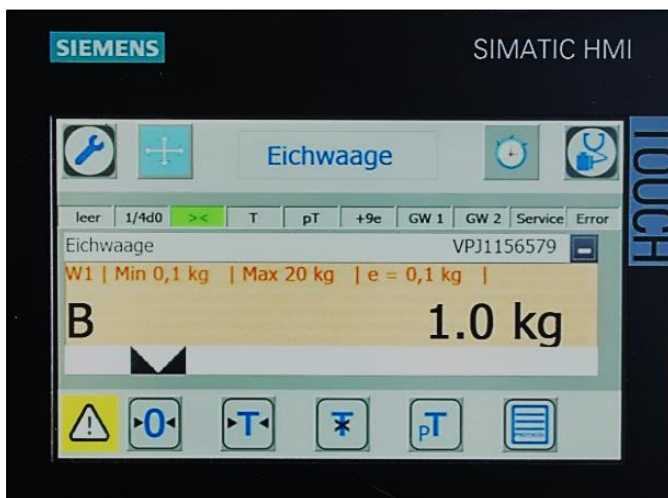 SIEMENS
SIMATIC HMI
TOUCH
Eichwaage
leer 1/4d0 >< T pT +9e GW 1 GW 2 Service Error
Eichwaage VPJ1156579
W1 | Min 0,1 kg | Max 20 kg | e = 0,1 kg |
B 1.0 kg
0 T T pT PROTOCOL